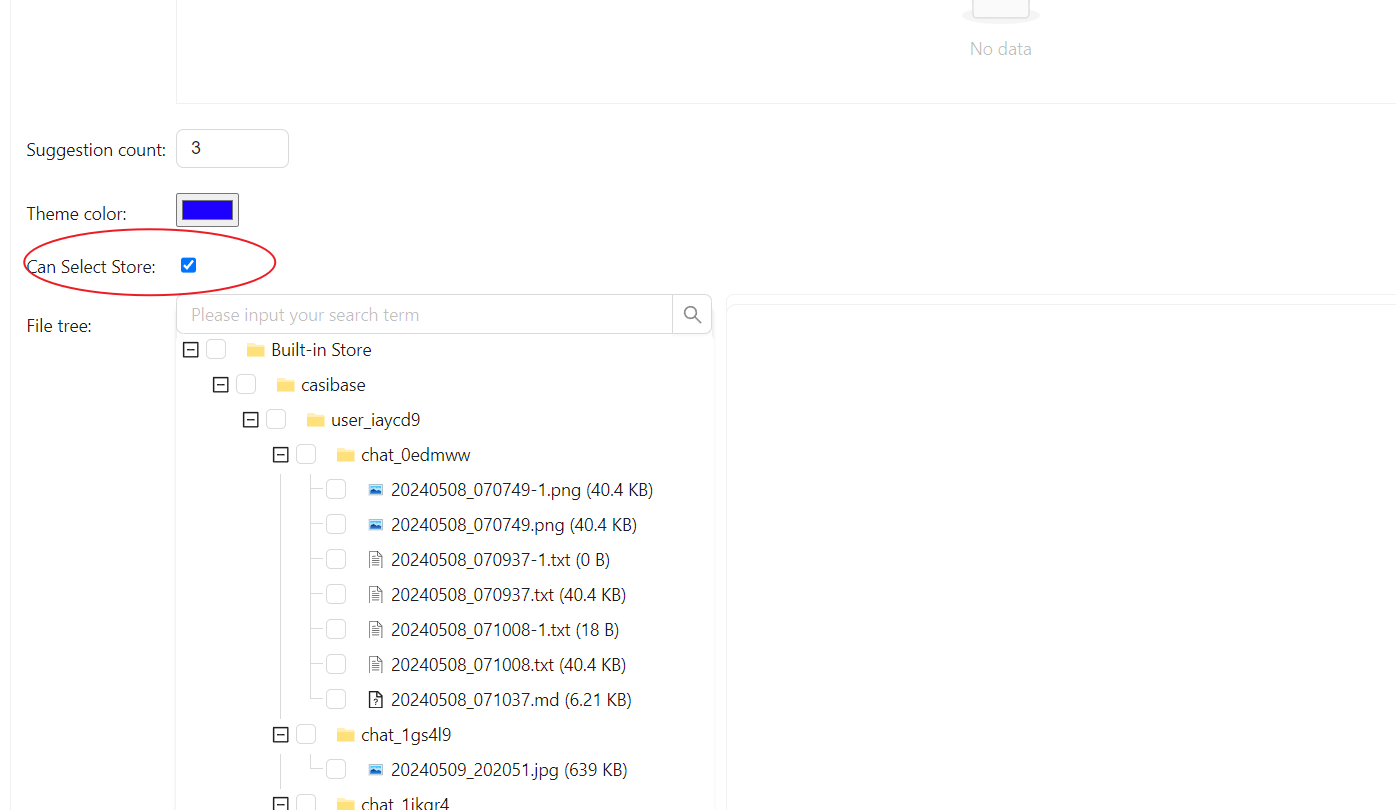 No data
Suggestion count: 3
Theme color:
Can Select Store:
File tree: Please input your search term
Built-in Store
casibase
user_iaycd9
chat_0edmww
20240508_070749-1.png (40.4 KB)
20240508_070749.png (40.4 KB)
20240508_070937-1.txt (0 B)
20240508_070937.txt (40.4 KB)
20240508_071008-1.txt (18 B)
20240508_071008.txt (40.4 KB)
20240508_071037.md (6.21 KB)
chat_1gs4l9
20240509_202051.jpg (639 KB)